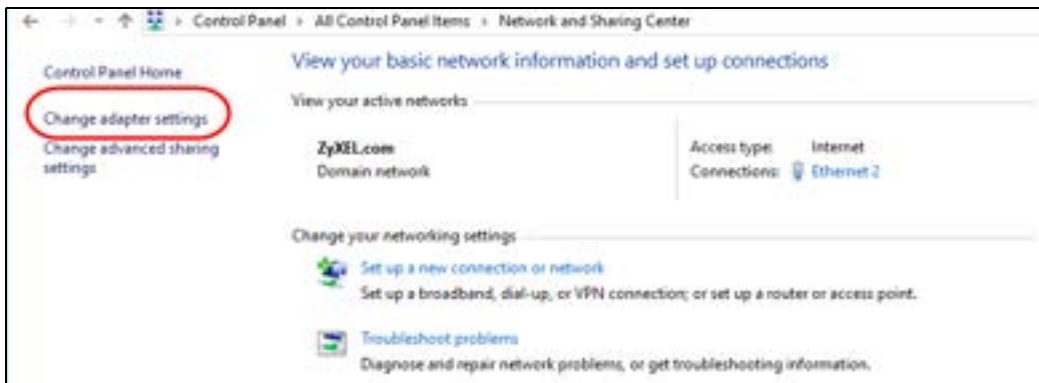 Control Panel › All Control Panel Items › Network and Sharing Center
Control Panel Home
Change adapter settings
Change advanced sharing
settings
View your basic network information and set up connections
View your active networks
ZyXEL.com
Domain network
Access type: Internet
Connections: Ethernet 2
Change your networking settings
Set up a new connection or network
Set up a broadband, dial-up, or VPN connection; or set up a router or access point.
Troubleshoot problems
Diagnose and repair network problems, or get troubleshooting information.